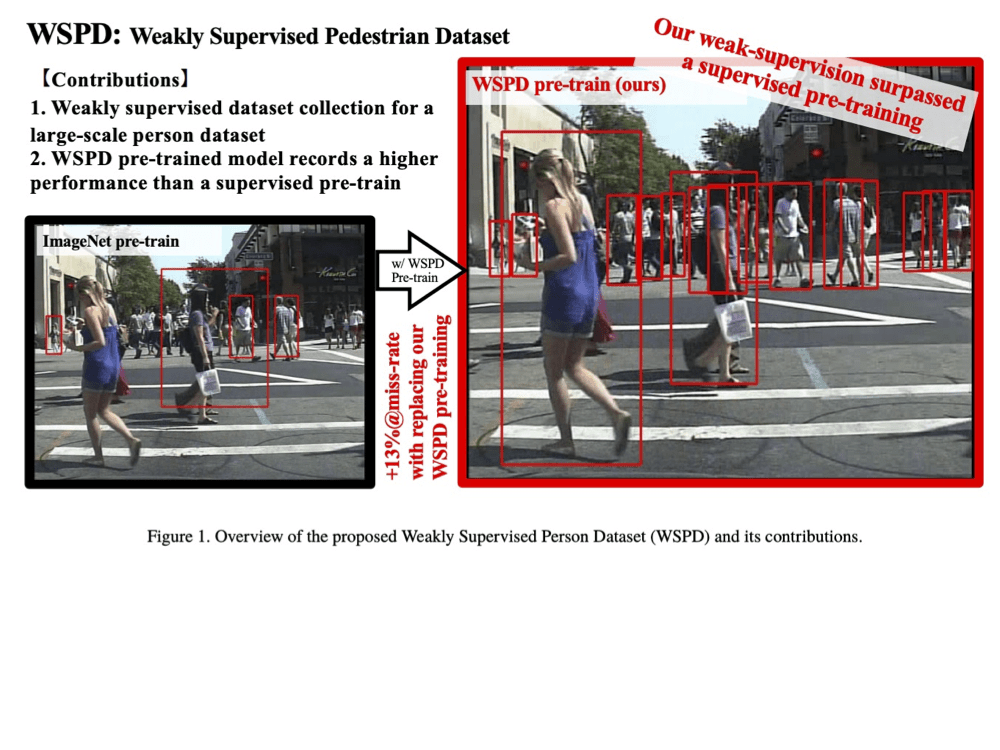 WSPD: Weakly Supervised Pedestrian Dataset
【Contributions】
1. Weakly supervised dataset collection for a
large-scale person dataset
2. WSPD pre-trained model records a higher
performance than a supervised pre-train
ImageNet pre-train
w/ WSPD
Pre-train
+13%@miss-rate
with replacing our
WSPD pre-training
WSPD pre-train (ours)
Our weak-supervision surpassed
a supervised pre-training
Figure 1. Overview of the proposed Weakly Supervised Person Dataset (WSPD) and its contributions.